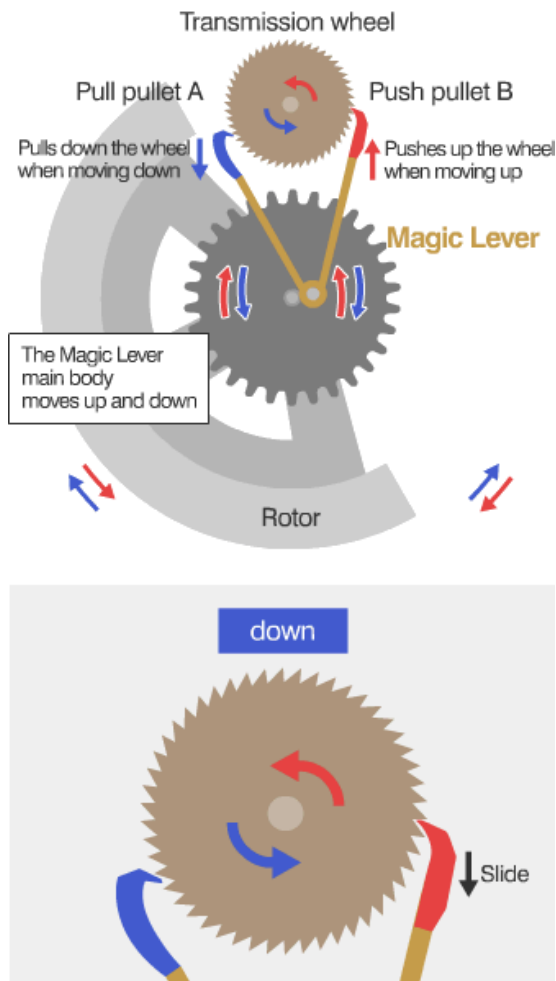 Transmission wheel
Pull pullet A
Push pullet B
Pulls down the wheel
when moving down
Pushes up the wheel
when moving up
Magic Lever
The Magic Lever
main body
moves up and down
Rotor
down
Slide